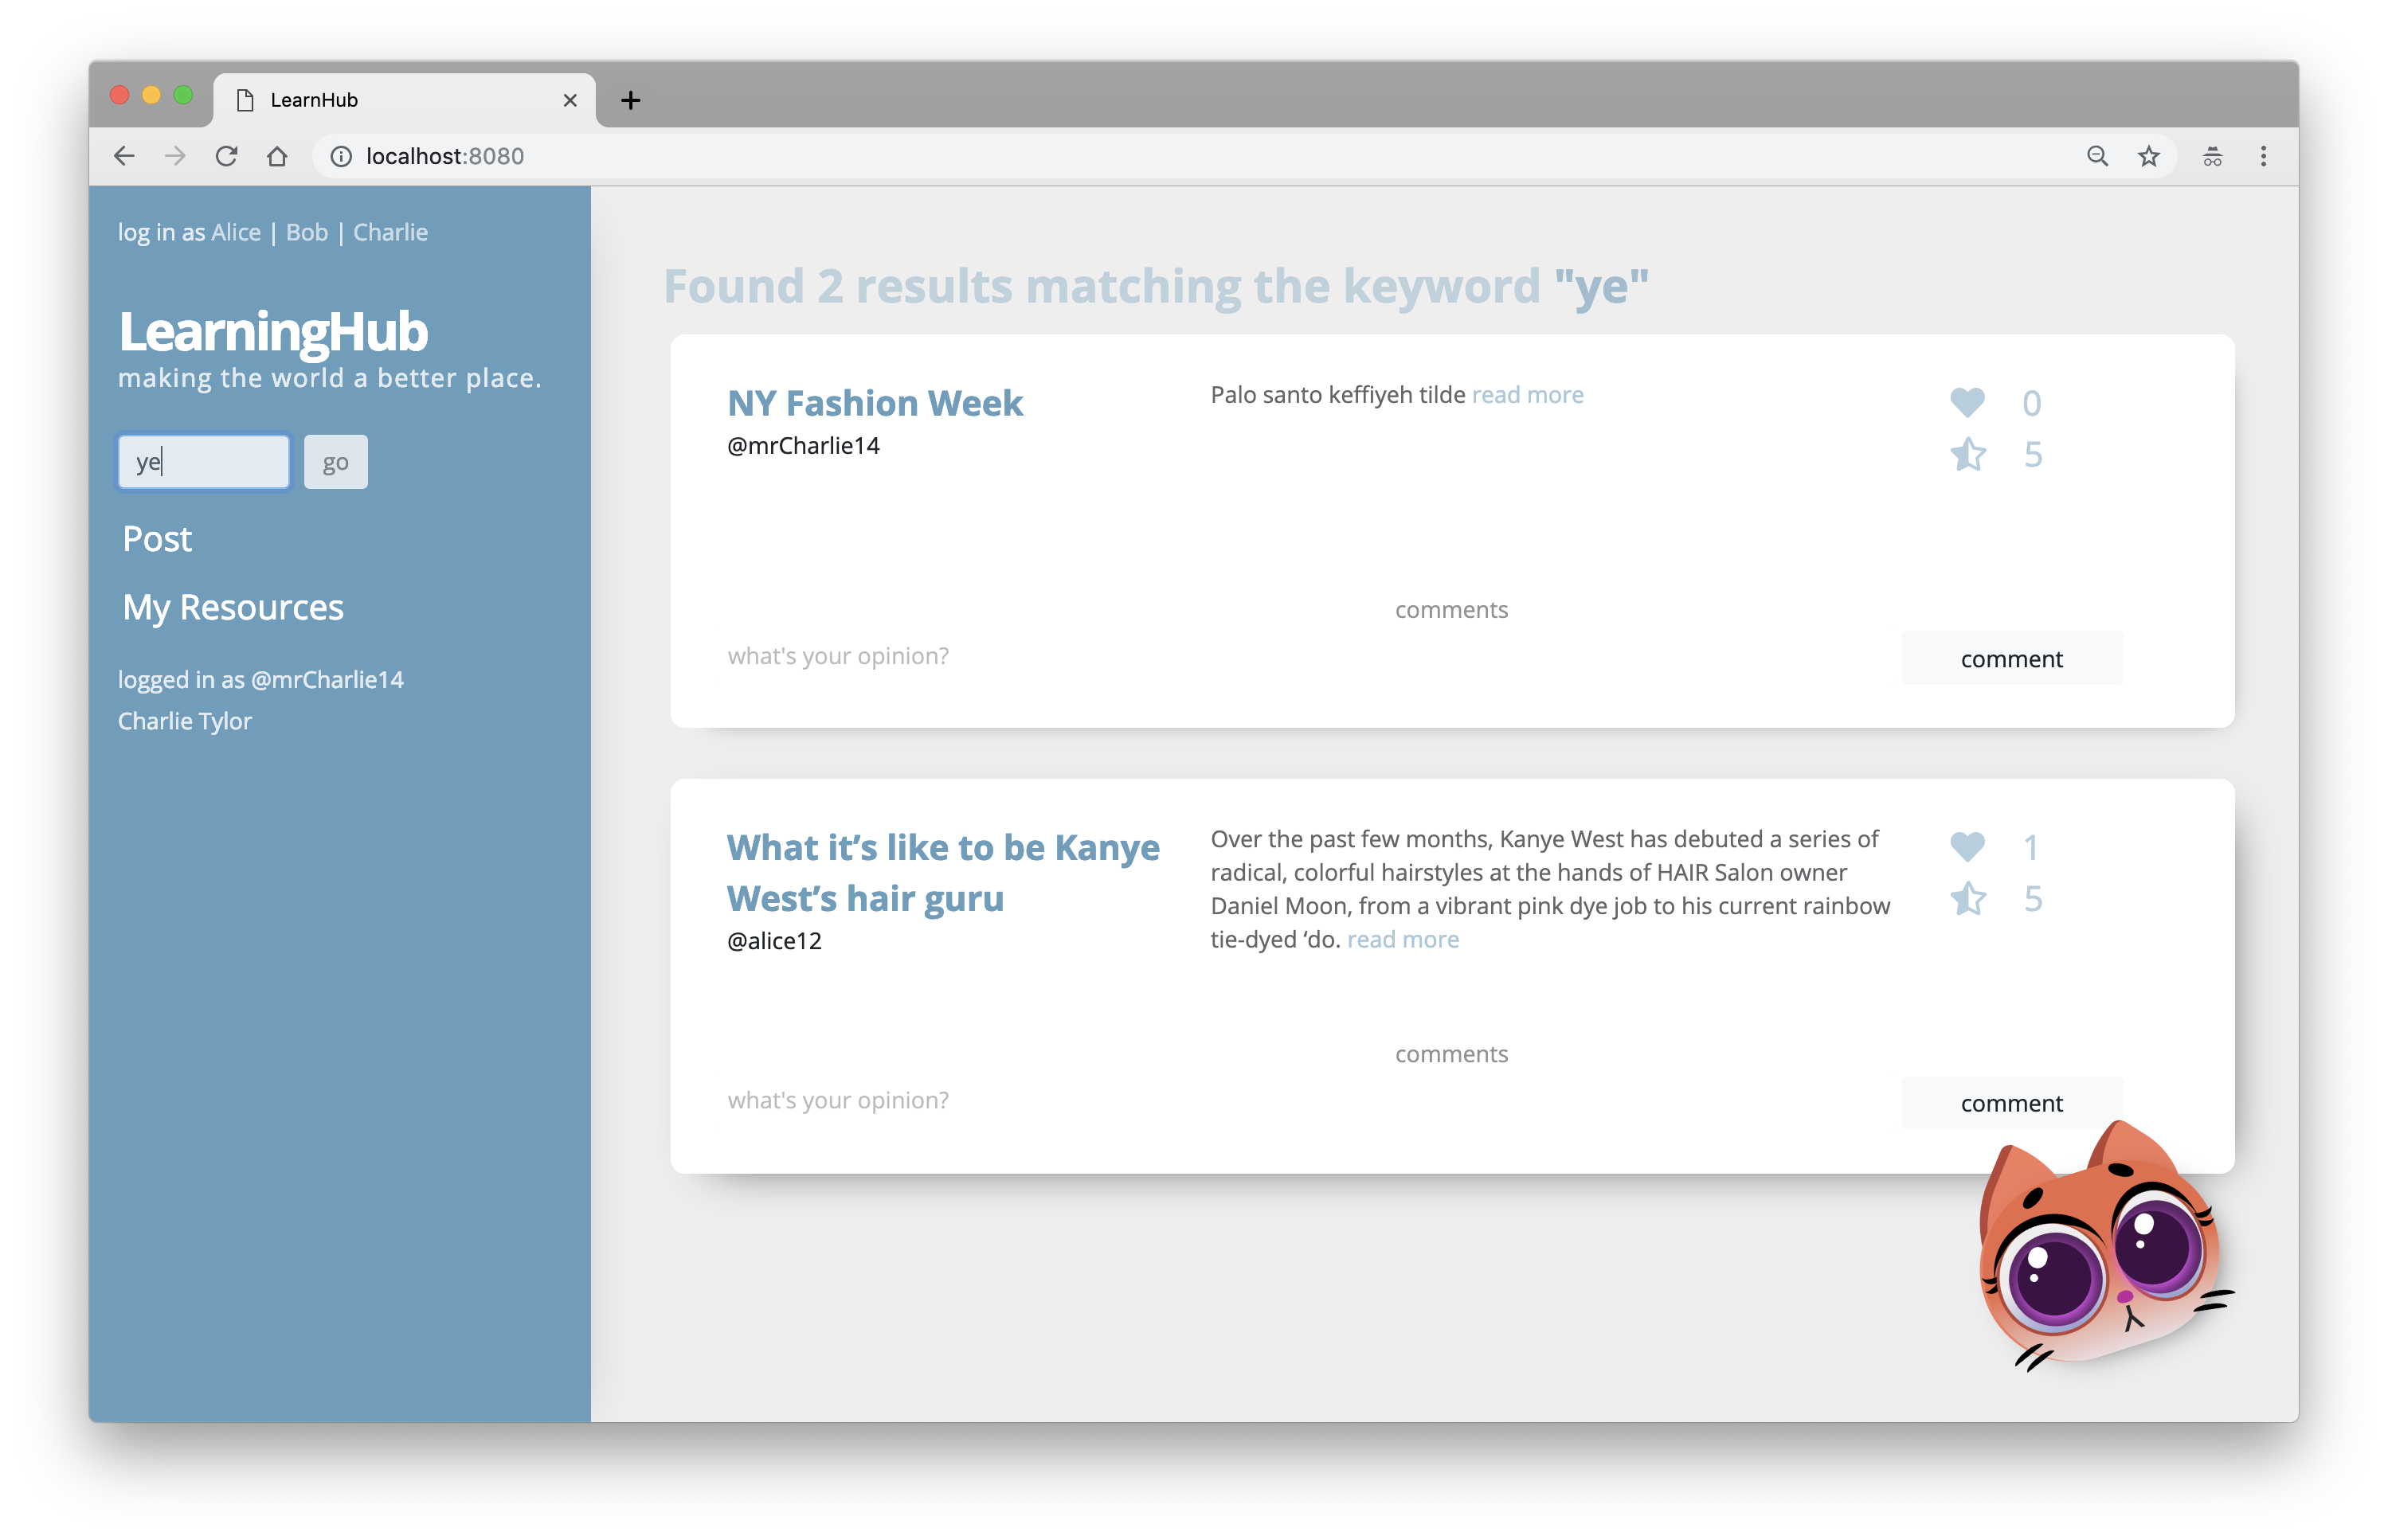 LearnHub
localhost:8080
log in as Alice | Bob | Charlie
LearningHub
making the world a better place.
ye
go
Post
My Resources
logged in as @mrCharlie14
Charlie Tylor
Found 2 results matching the keyword "ye"
NY Fashion Week
@mrCharlie14
Palo santo keffiyeh tilde read more
0
5
comments
what's your opinion?
comment
What it’s like to be Kanye
West’s hair guru
@alice12
Over the past few months, Kanye West has debuted a series of
radical, colorful hairstyles at the hands of HAIR Salon owner
Daniel Moon, from a vibrant pink dye job to his current rainbow
tie-dyed ‘do. read more
1
5
comments
what's your opinion?
comment